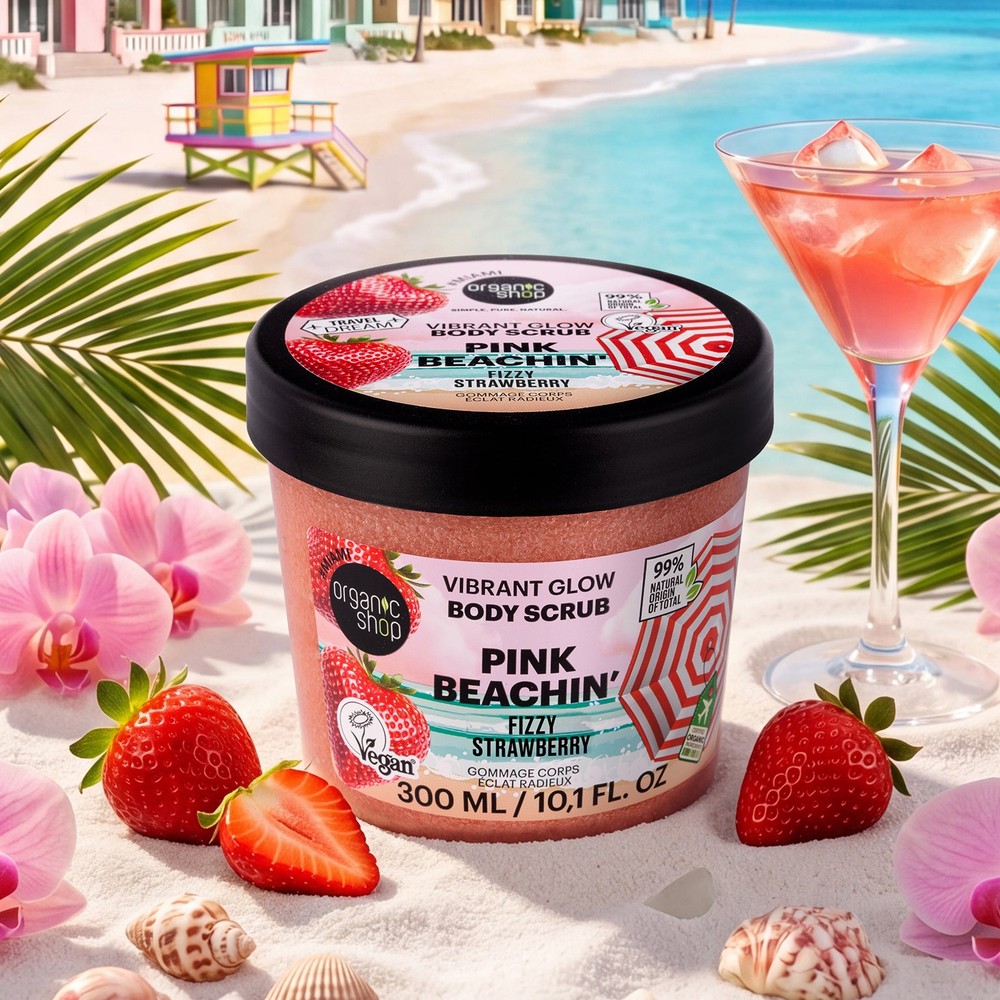 #MIAMI
organic
shop
SIMPLE. PURE. NATURAL.
99%
NATURAL
ORIGIN
OF TOTAL
TRAVEL
DREAM
Vegan
VIBRANT GLOW
BODY SCRUB
PINK
BEACHIN'
FIZZY
STRAWBERRY
GOMMAGE CORPS
ÉCLAT RADIEUX
#MIAMI
organic
shop
VIBRANT GLOW
BODY SCRUB
99%
NATURAL
ORIGIN
OF TOTAL
PINK
BEACHIN'
FIZZY
STRAWBERRY
Vegan
GOMMAGE CORPS
ÉCLAT RADIEUX
300 ML / 10,1 FL. OZ